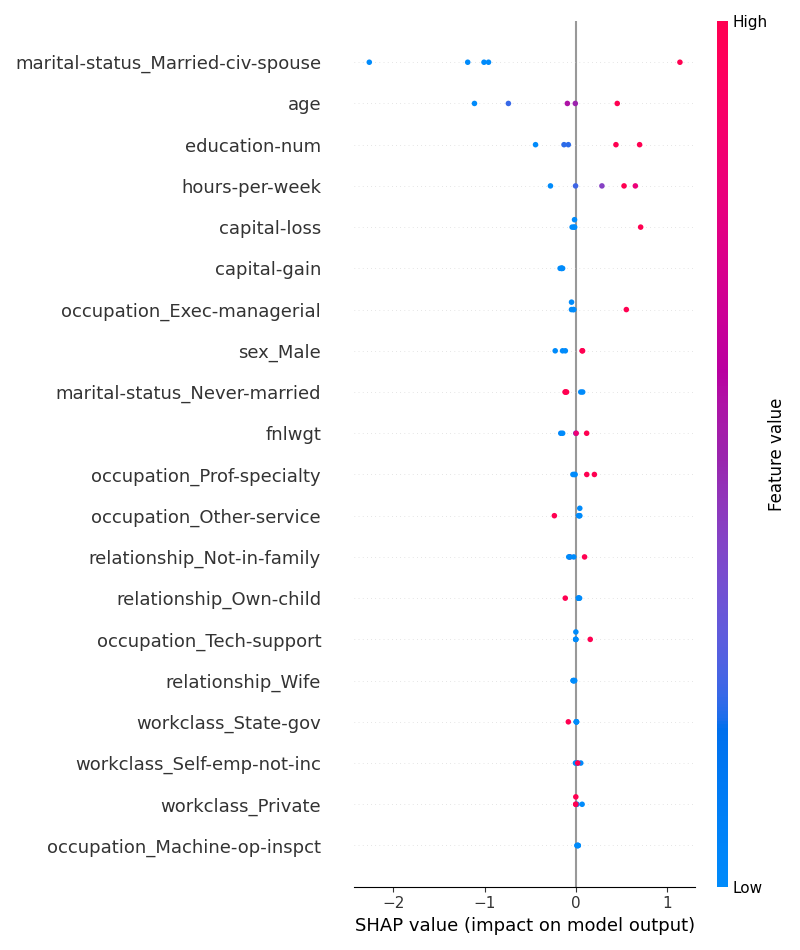 High
marital-status_Married-civ-spouse
age
education-num
hours-per-week
capital-loss
capital-gain
occupation_Exec-managerial
sex_Male
marital-status_Never-married
fnlwgt
occupation_Prof-specialty
occupation_Other-service
relationship_Not-in-family
relationship_Own-child
occupation_Tech-support
relationship_Wife
workclass_State-gov
workclass_Self-emp-not-inc
workclass_Private
occupation_Machine-op-inspct
Feature value
Low
−2 −1 0 1
SHAP value (impact on model output)